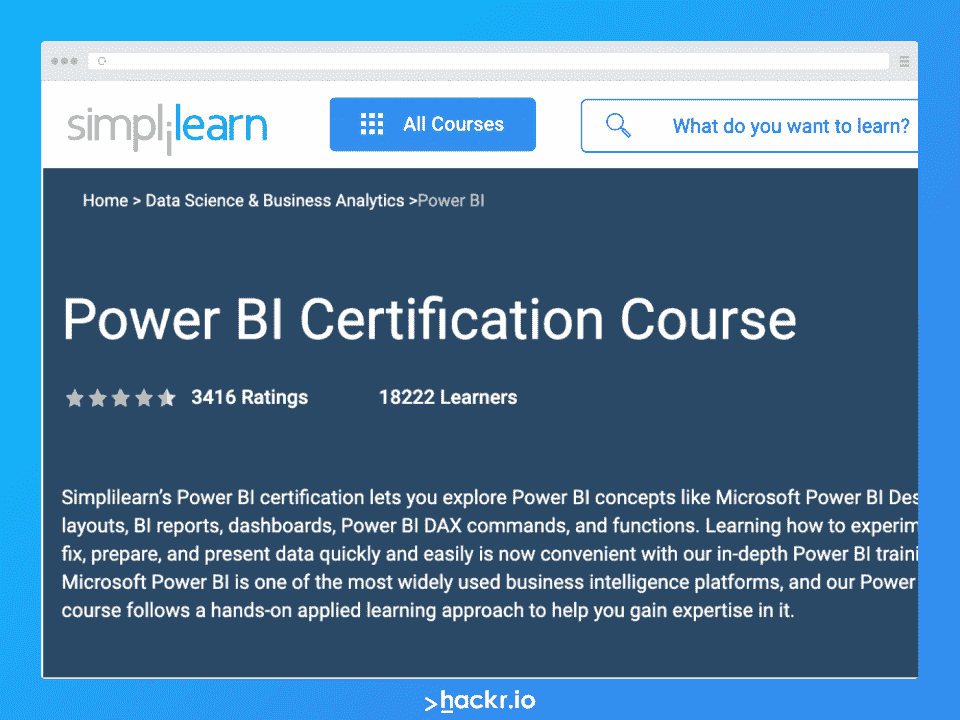 simplilearn
All Courses
What do you want to learn?
Home > Data Science & Business Analytics >Power BI
Power BI Certification Course
3416 Ratings
18222 Learners
Simplilearn's Power BI certification lets you explore Power BI concepts like Microsoft Power BI Des
layouts, BI reports, dashboards, Power BI DAX commands, and functions. Learning how to experim
fix, prepare, and present data quickly and easily is now convenient with our in-depth Power BI traini
Microsoft Power BI is one of the most widely used business intelligence platforms, and our Power
course follows a hands-on applied learning approach to help you gain expertise in it.
>hackr.io